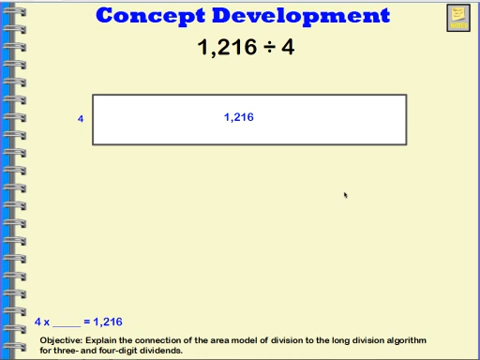 Concept Development
1,216 ÷ 4
4
1,216
4 x _____ = 1,216
Objective: Explain the connection of the area model of division to the long division algorithm
for three- and four-digit dividends.